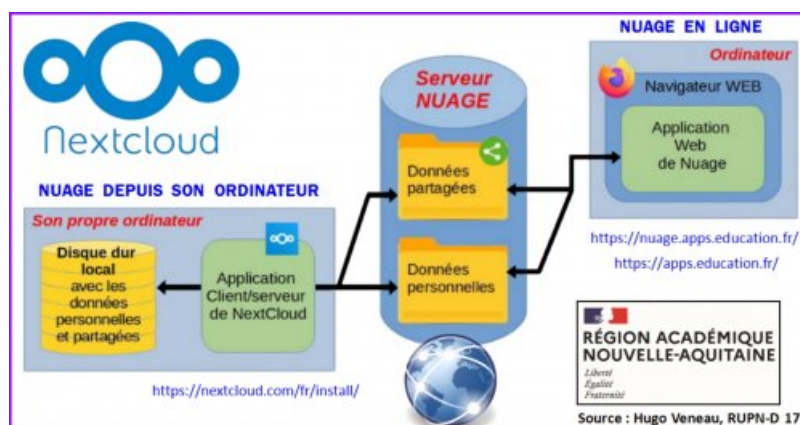 Nextcloud
NUAGE DEPUIS SON ORDINATEUR
Son propre ordinateur
Disque dur
local
avec les
données
personnelles
et partagées
Application
Client/serveur
de NextCloud
https://nextcloud.com/fr/install/
Serveur
NUAGE
Données
partagées
Données
personnelles
NUAGE EN LIGNE
Ordinateur
Navigateur WEB
Application
Web
de Nuage
https://nuage.apps.education.fr/
https://apps.education.fr/
RÉGION ACADÉMIQUE
NOUVELLE-AQUITAINE
Liberté
Égalité
Fraternité
Source : Hugo Veneau, RUPN-D 17